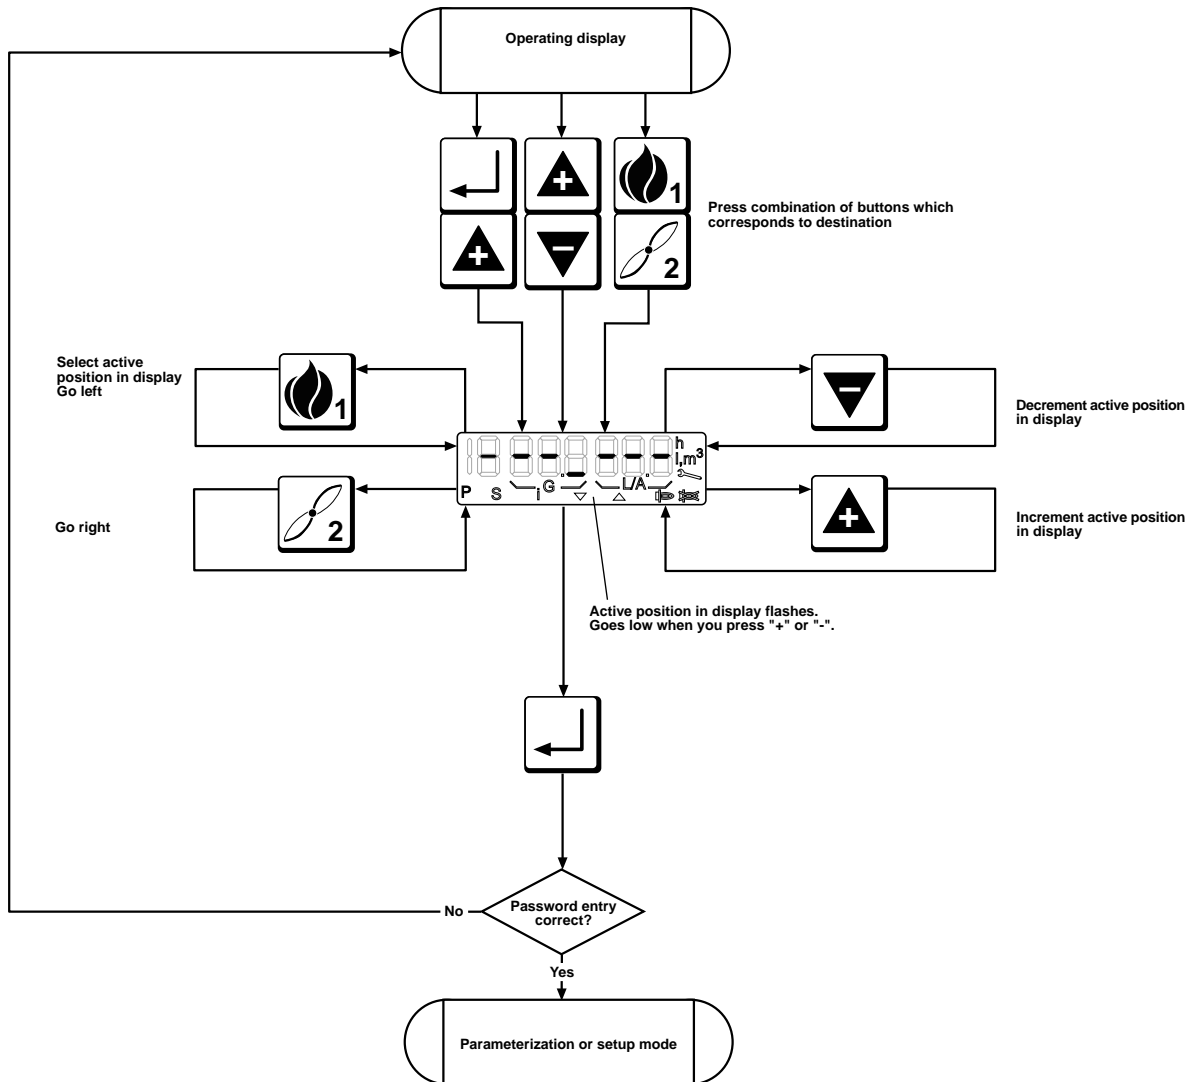 Operating display
+
1
Press combination of buttons which
corresponds to destination
+
−
2
Select active
position in display
Go left
1
−
Decrement active position
in display
h
l,m³
P S i G L/A
Go right
2
+
Increment active position
in display
Active position in display flashes.
Goes low when you press "+" or "-".
No
Password entry
correct?
Yes
Parameterization or setup mode